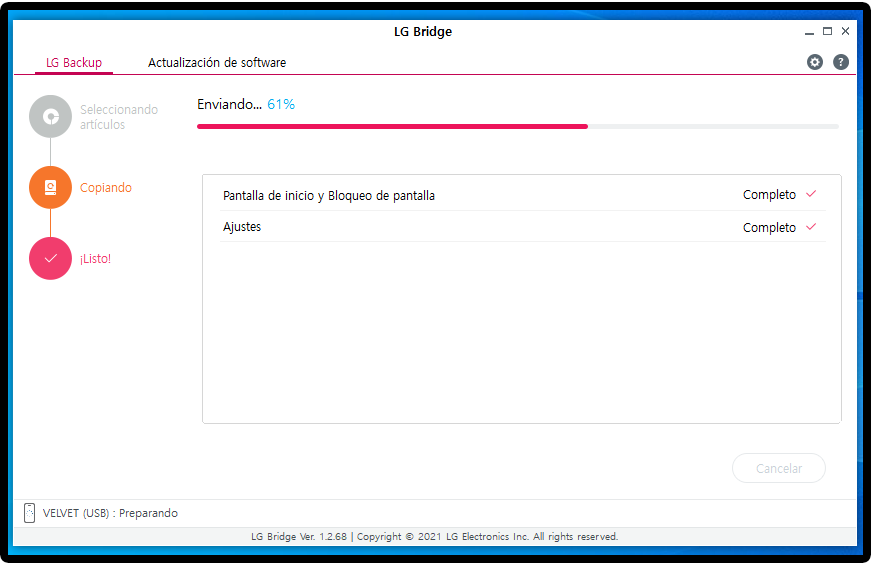 LG Bridge
LG Backup
Actualización de software
?
Seleccionando
artículos
Enviando... 61%
Copiando
¡Listo!
Pantalla de inicio y Bloqueo de pantalla Completo
Ajustes Completo
Cancelar
VELVET (USB) : Preparando
LG Bridge Ver. 1.2.68 | Copyright © 2021 LG Electronics Inc. All rights reserved.